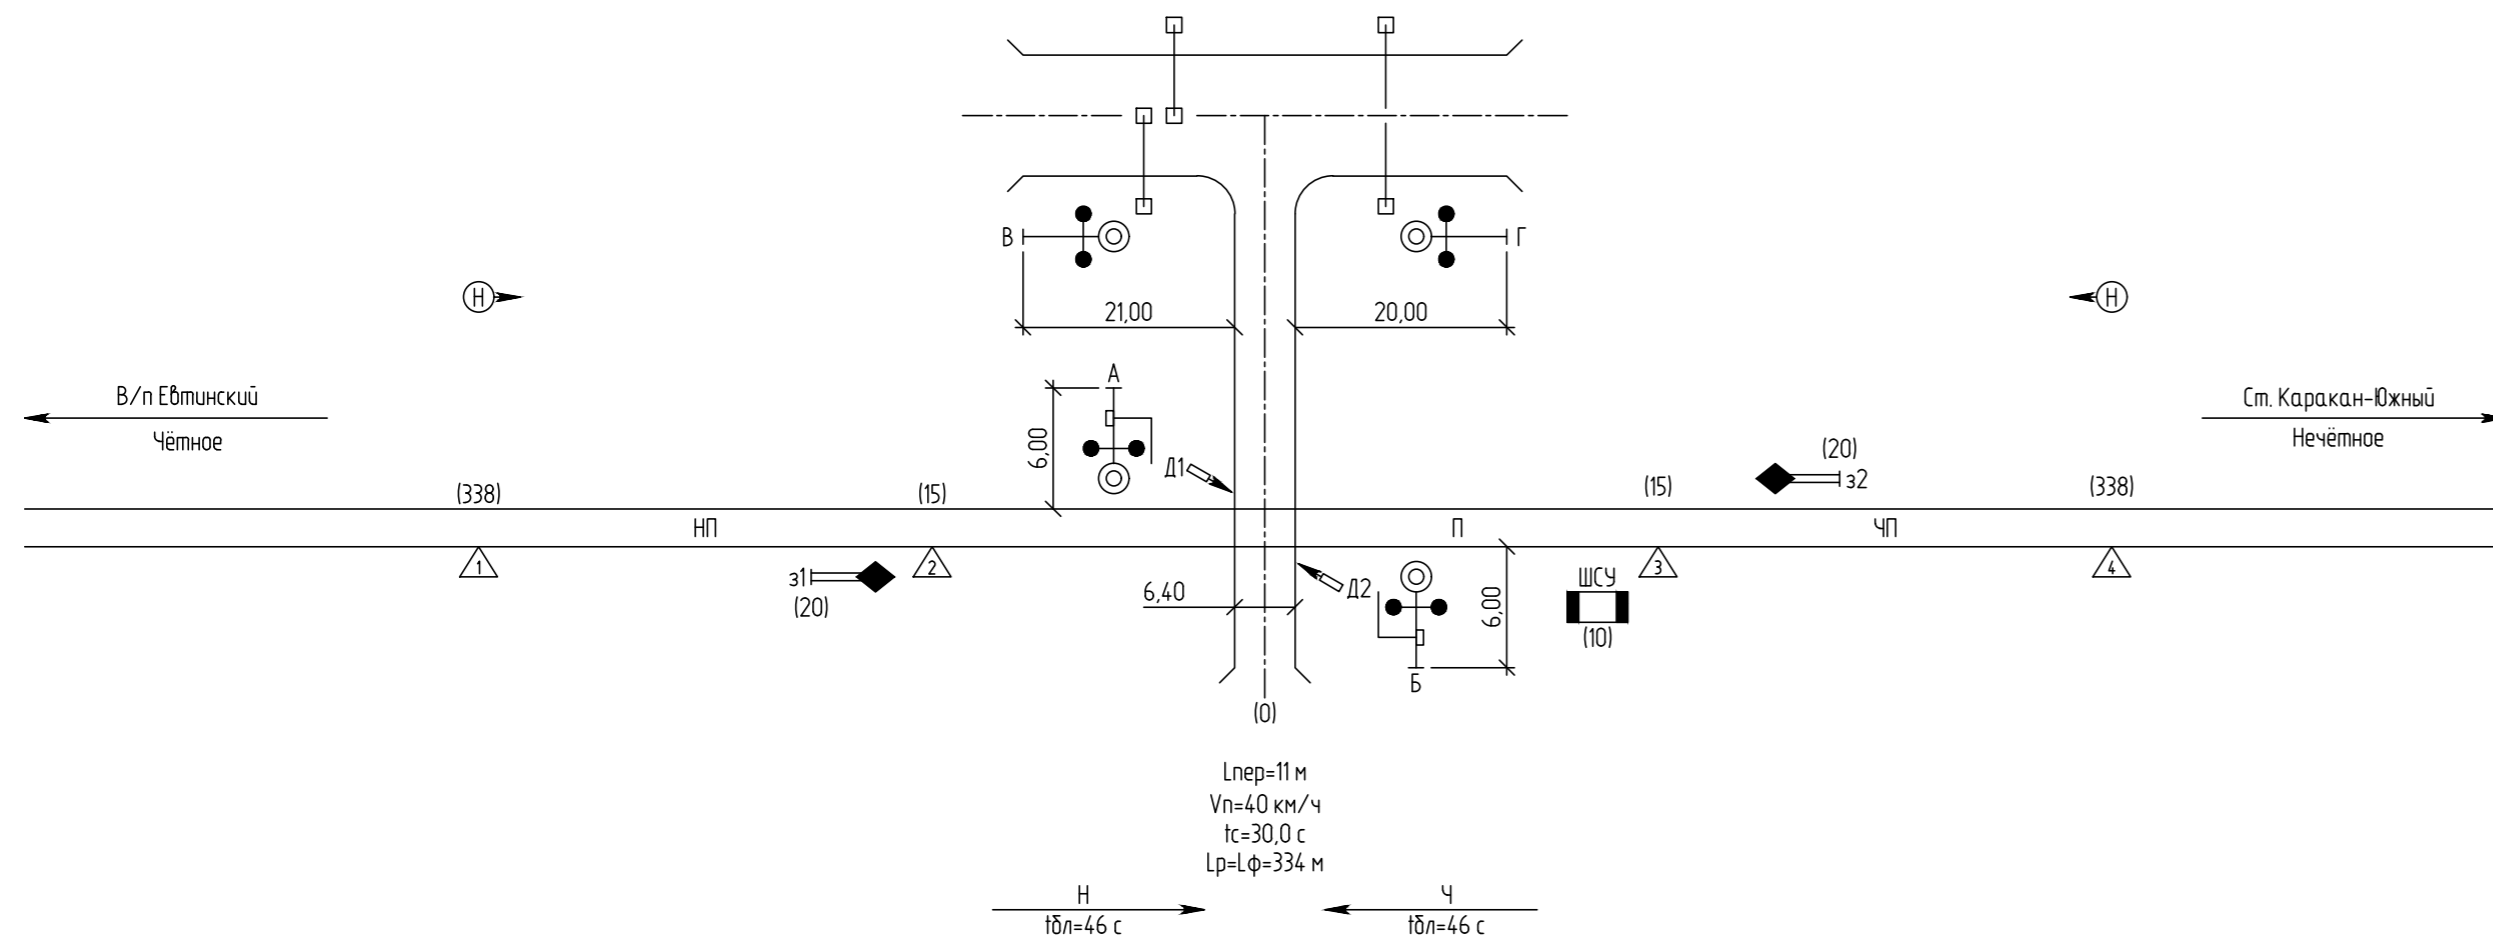 В Г
Н Н
21,00 20,00
В/п Евтинский
Чётное
А
6,00
Д1
Ст. Каракан-Южный
Нечётное
(20)
з2
(338) (15) (15) (338)
НП П ЧП
1 2 3 4
з1
(20)
6,40
Д2
6,00
ШСУ
(10)
Б
(0)
Lпер=11 м
Vп=40 км/ч
tс=30,0 с
Lр=Lф=334 м
Н Ч
tбл=46 с tбл=46 с